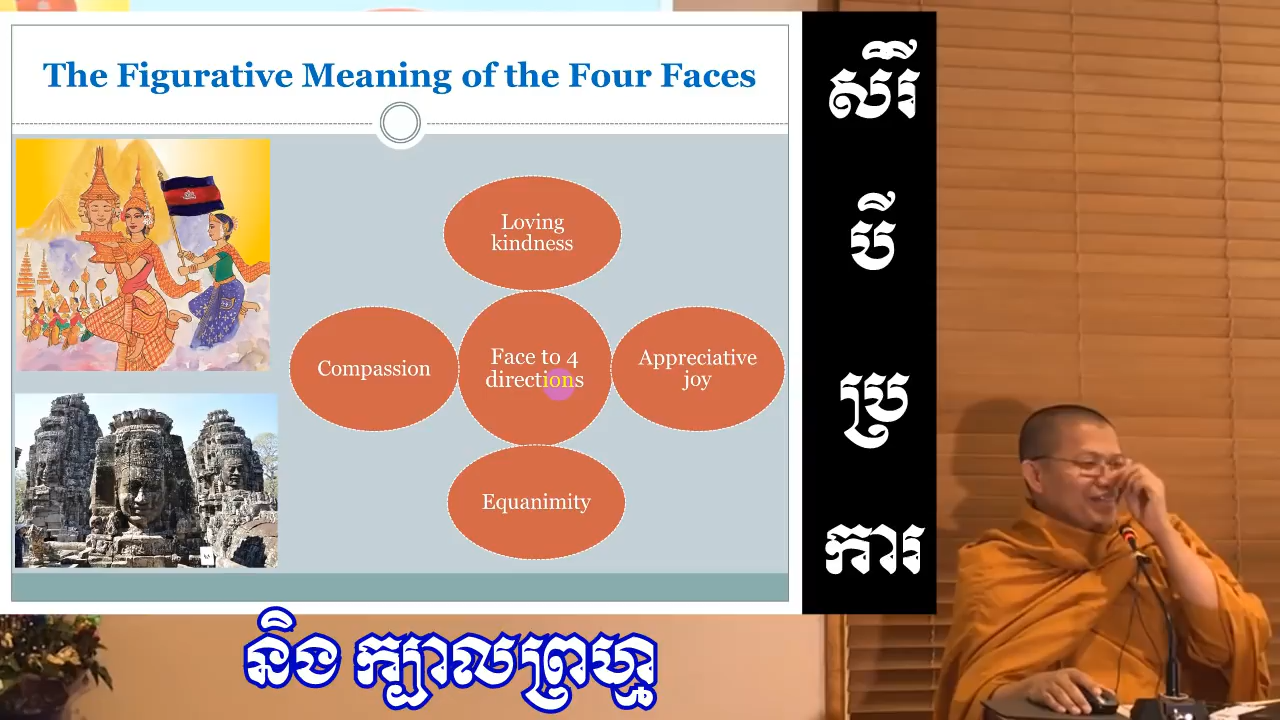 The Figurative Meaning of the Four Faces
Loving
kindness
Compassion
Face to 4
directions
Appreciative
joy
Equanimity
សិរី
បី
ប្រ
ការ
និង ក្បាលព្រហ្ម